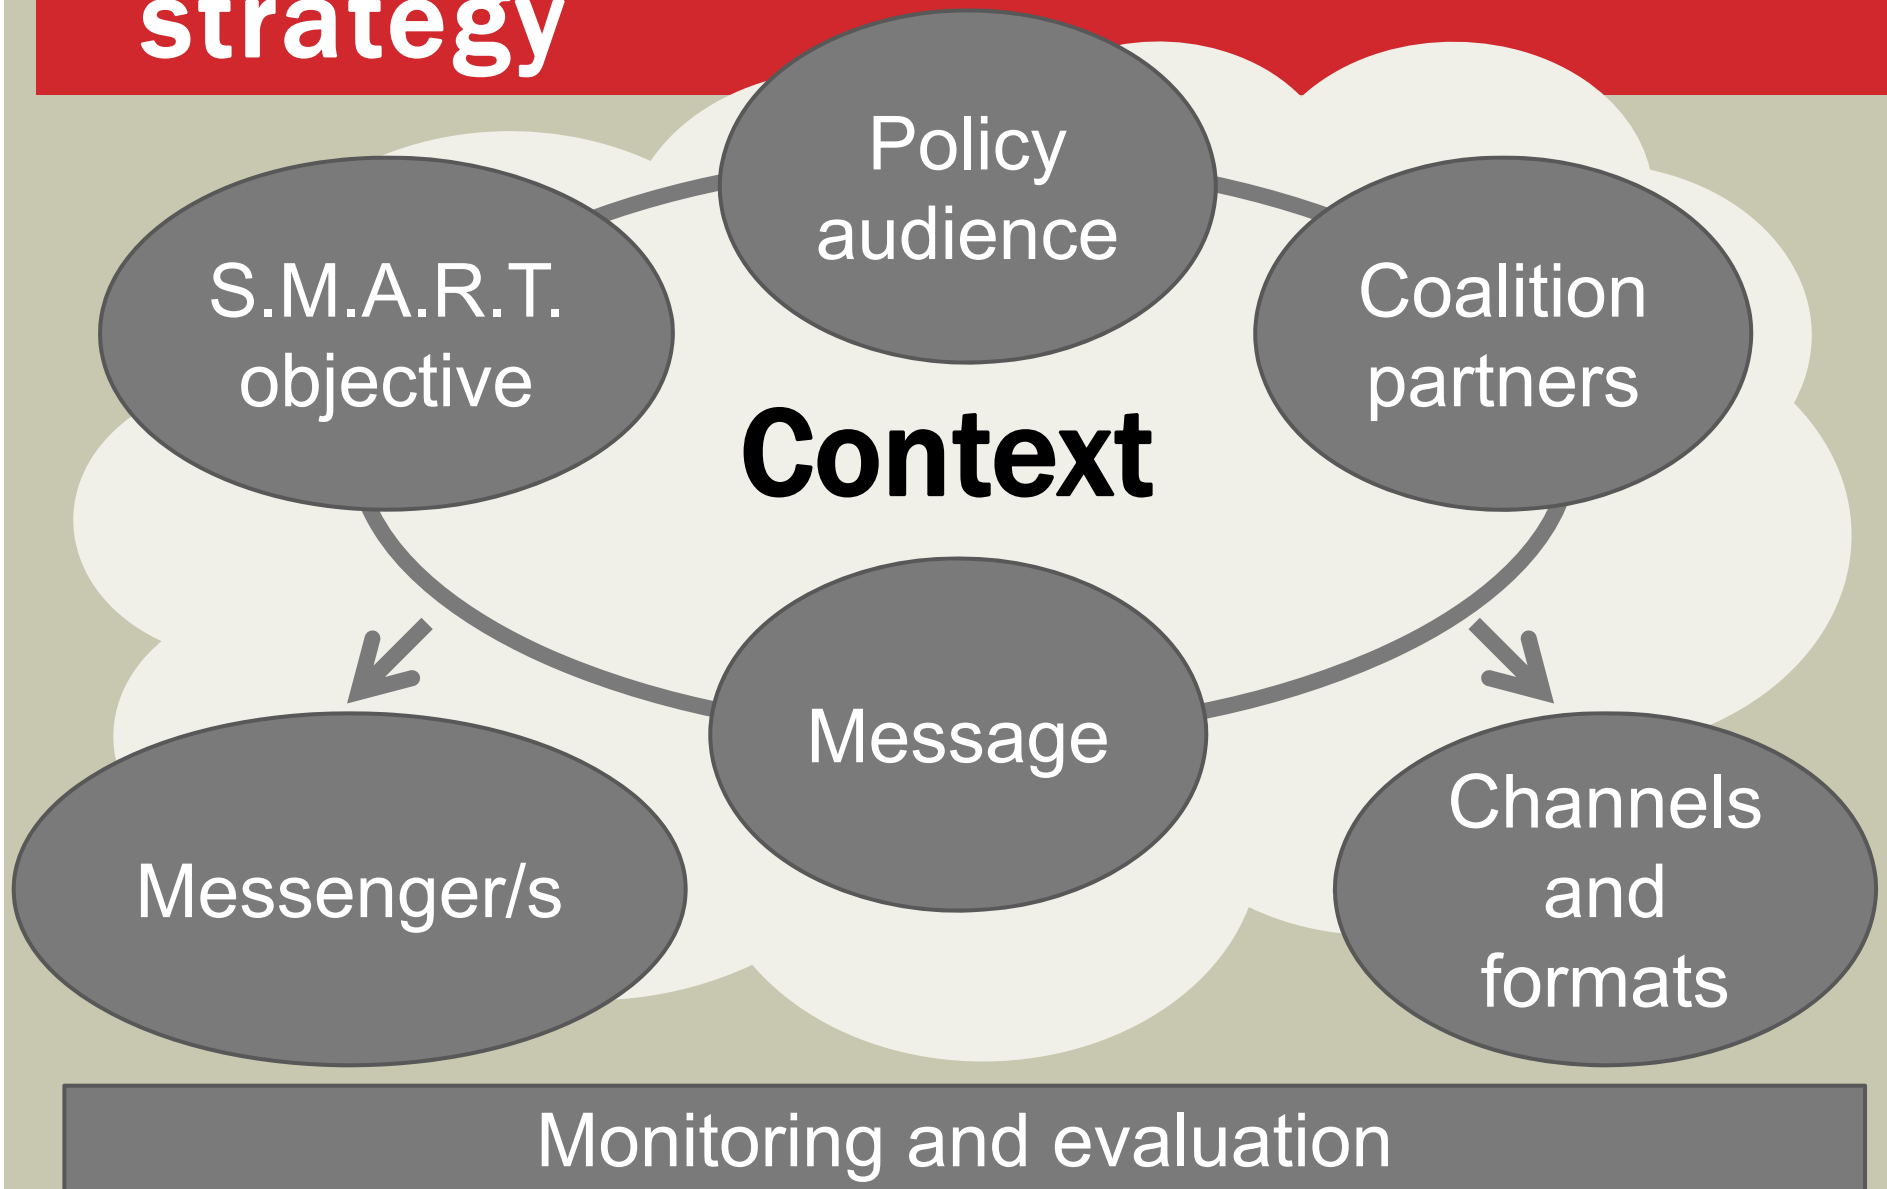 strategy
Policy
audience
S.M.A.R.T.
objective
Coalition
partners
Context
Message
Messenger/s
Channels
and
formats
Monitoring and evaluation